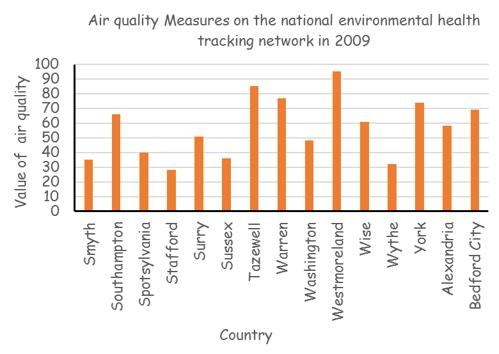 Air quality Measures on the national environmental health
tracking network in 2009
Value of  air quality
100
90
80
70
60
50
40
30
20
10
0
Smyth
Southampton
Spotsylvania
Stafford
Surry
Sussex
Tazewell
Warren
Washington
Westmoreland
Wise
Wythe
York
Alexandria
Bedford City
Country